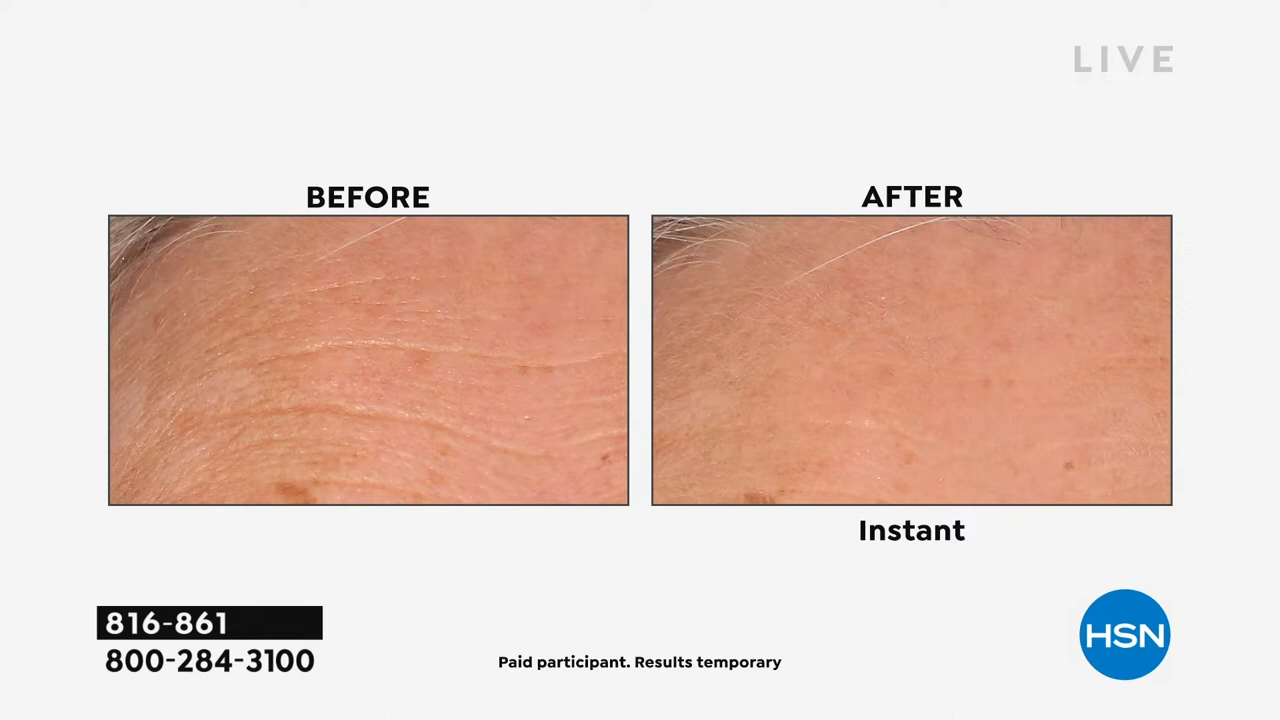 LIVE
BEFORE
AFTER
Instant
816-861
800-284-3100
Paid participant. Results temporary
HSN